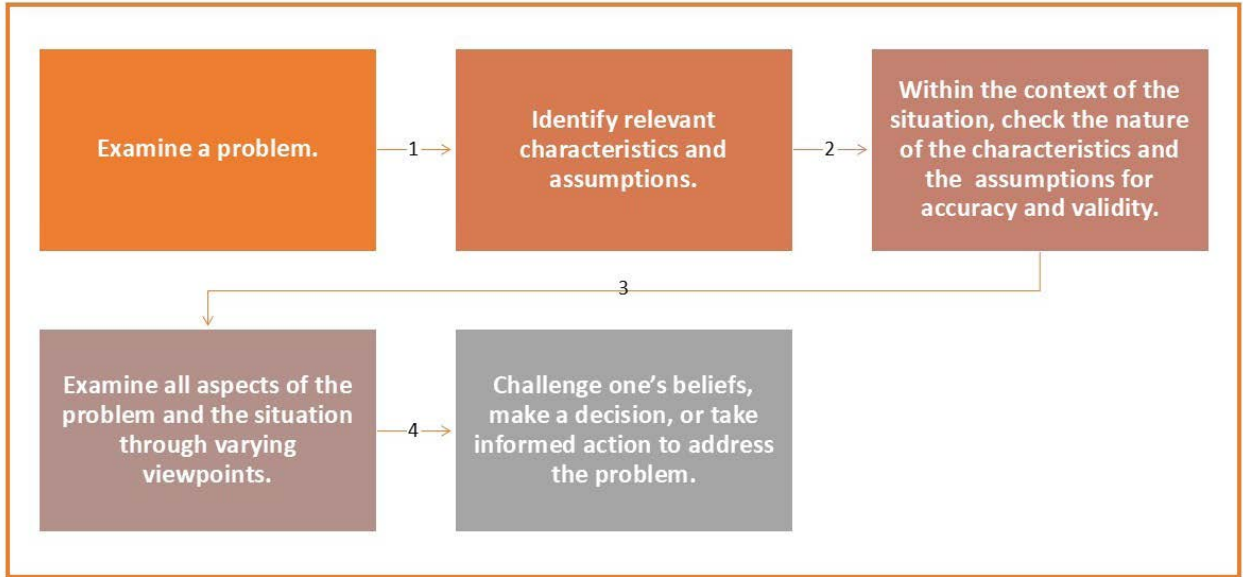 Examine a problem.
1
Identify relevant
characteristics and
assumptions.
2
Within the context of the
situation, check the nature
of the characteristics and
the  assumptions for
accuracy and validity.
3
Examine all aspects of the
problem and the situation
through varying
viewpoints.
4
Challenge one’s beliefs,
make a decision, or take
informed action to address
the problem.